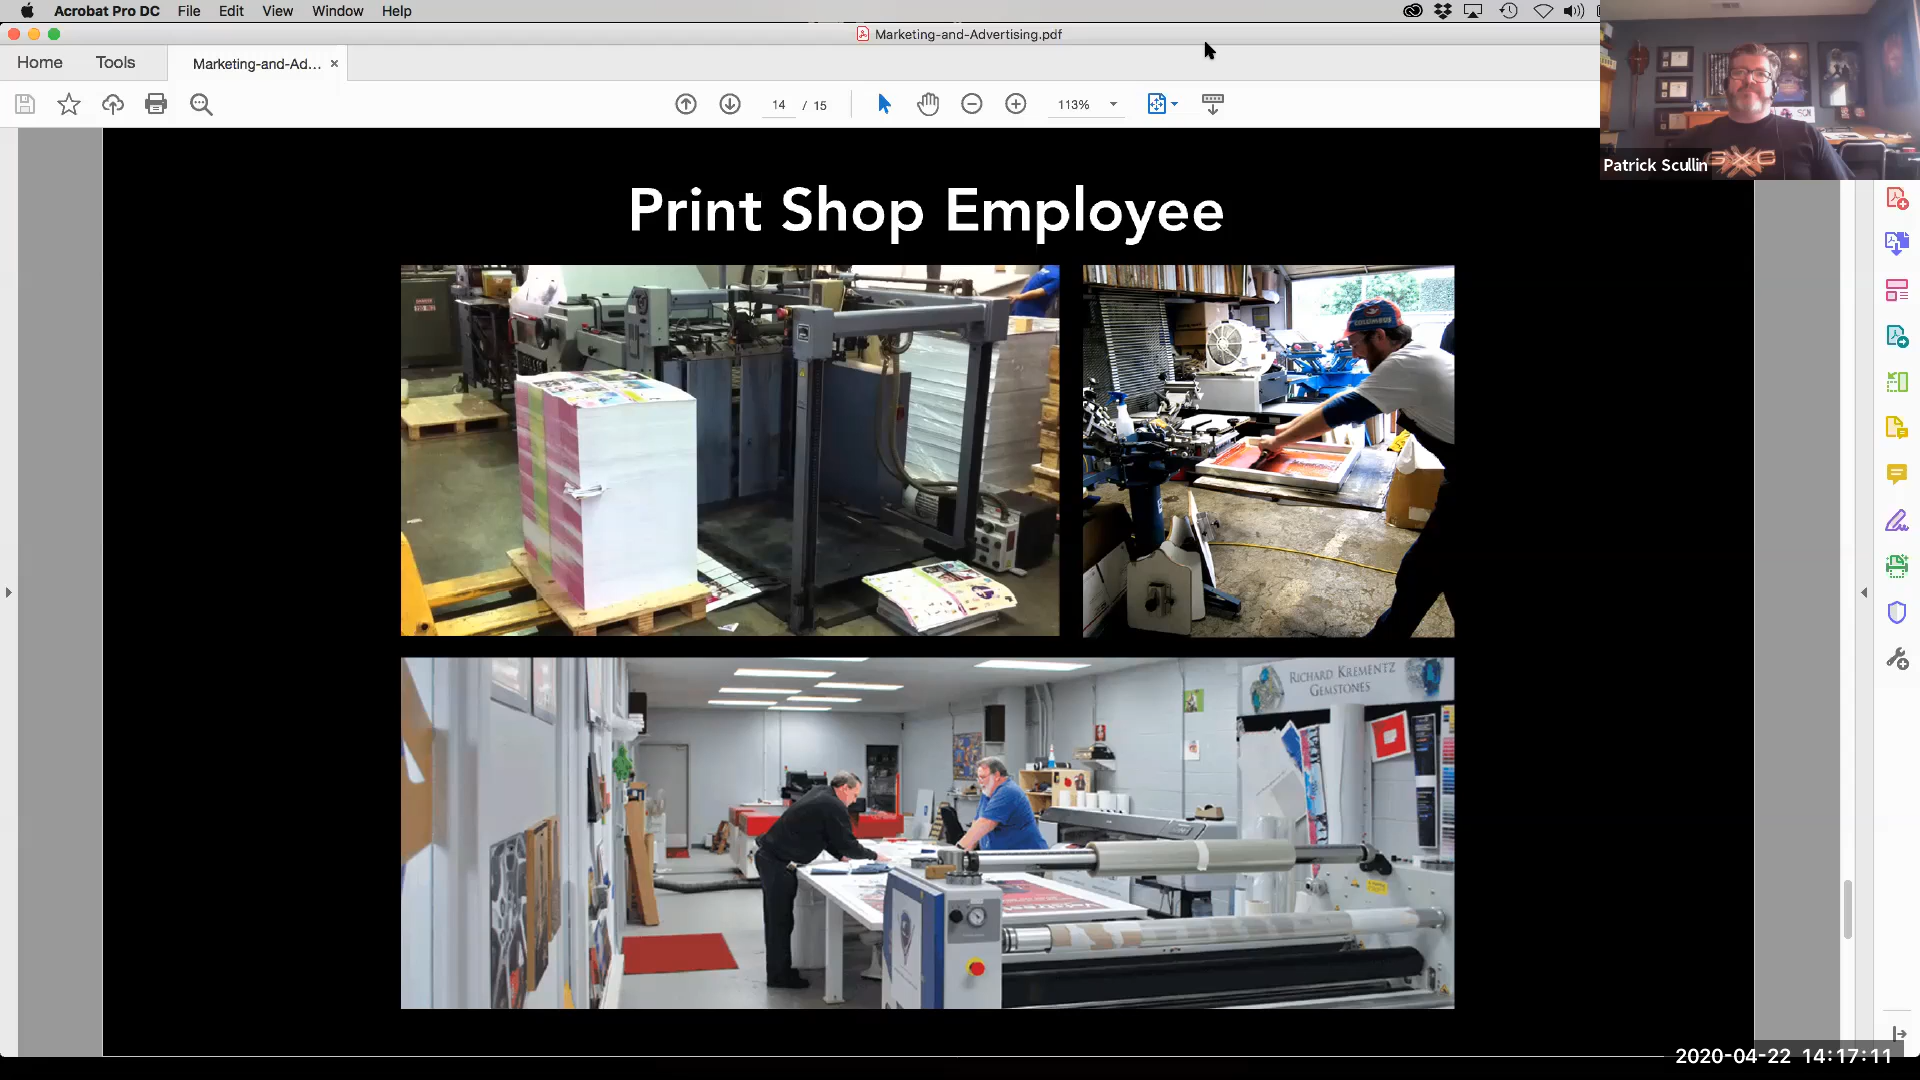 Acrobat Pro DC File Edit View Window Help
Marketing-and-Advertising.pdf
Home Tools Marketing-and-Ad... ×
14 / 15 113%
Patrick Scullin
Print Shop Employee
COLUMBUS
RICHARD KREMENTZ
GEMSTONES
2020-04-22 14:17:11